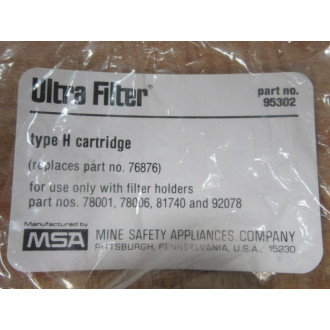 Ultra Filter®
part no.
95302
type H cartridge
(replaces part no. 76876)
for use only with filter holders
part nos. 78001, 78006, 81740 and 92078
Manufactured by
MSA
MINE SAFETY APPLIANCES COMPANY
PITTSBURGH, PENNSYLVANIA, U.S.A., 15230